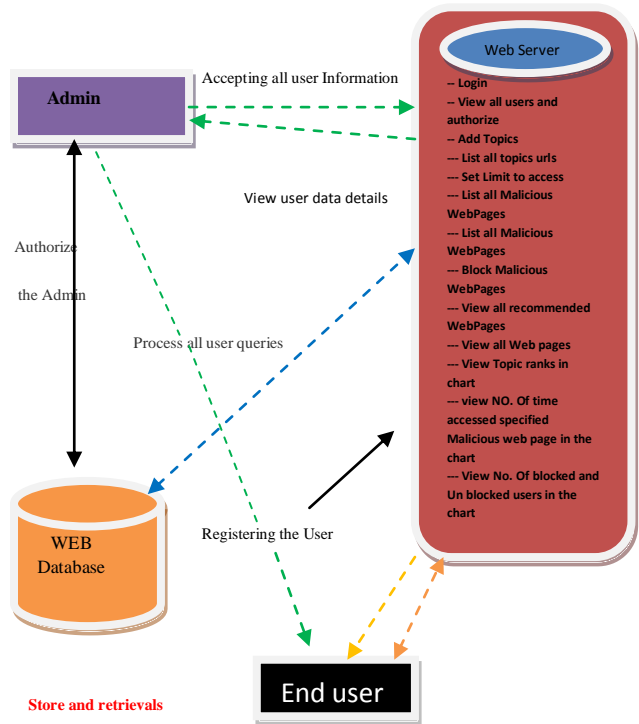 Web Server
Accepting all user Information
Admin
-- Login
-- View all users and
authorize
-- Add Topics
--- List all topics urls
--- Set Limit to access
--- List all Malicious
WebPages
--- List all Malicious
WebPages
--- Block Malicious
WebPages
--- View all recommended
WebPages
--- View all Web pages
--- View Topic ranks in
chart
--- view NO. Of time
accessed specified
Malicious web page in the
chart
--- View No. Of blocked and
Un blocked users in the
chart
View user data details
Authorize
the Admin
Process all user queries
Registering the User
WEB
Database
End user
Store and retrievals